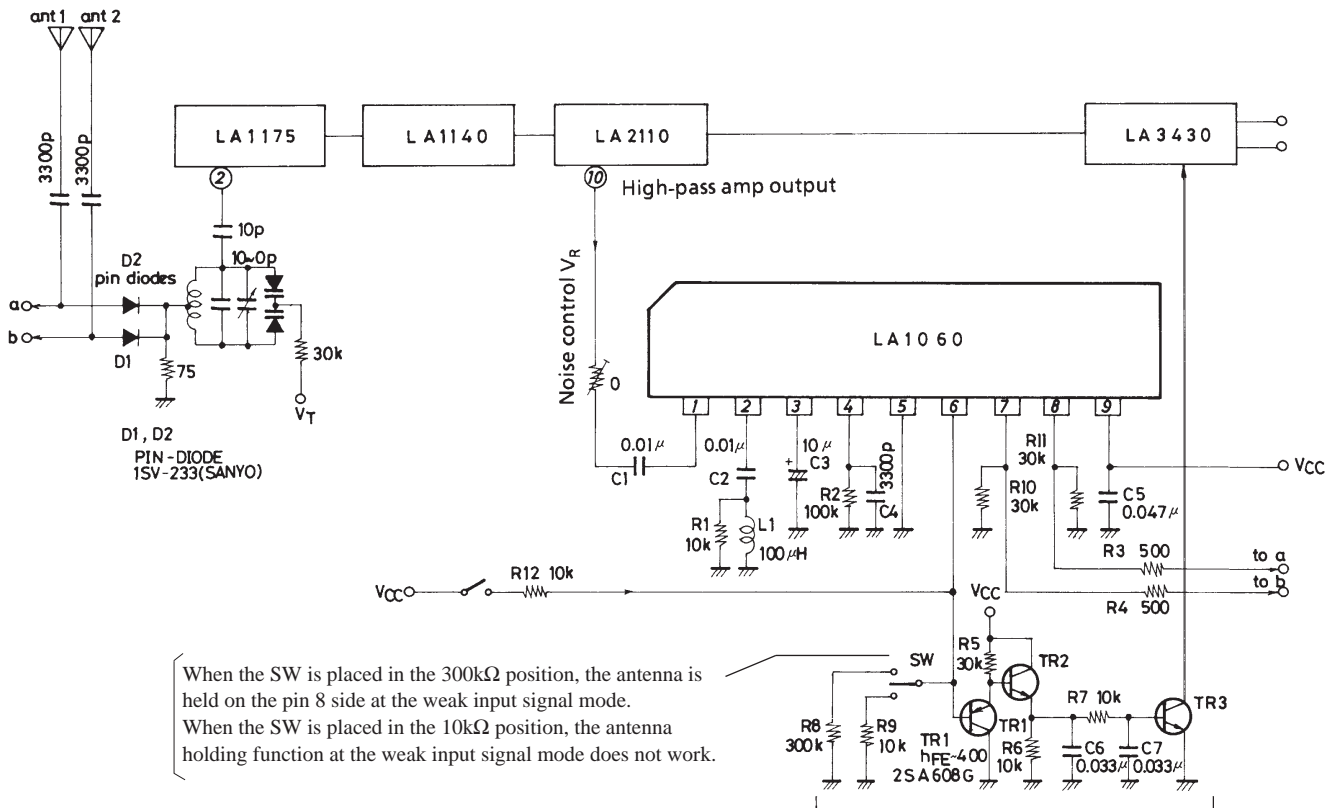 ant 1
ant 2
3300p
3300p
LA1175
LA1140
LA2110
LA3430
2
10
High-pass amp output
10p
10~0p
D2
pin diodes
a
b
D1
75
30k
VT
Noise control VR
0
LA1060
1
2
3
4
5
6
7
8
9
D1, D2
PIN-DIODE
1SV-233(SANYO)
0.01μ
C1
0.01μ
C2
10μ
C3
R2
100k
3300p
C4
R1
10k
L1
100μH
R11
30k
R10
30k
C5
0.047μ
VCC
R3 500
to a
to b
R4 500
VCC
R12 10k
VCC
When the SW is placed in the 300kΩ position, the antenna is
held on the pin 8 side at the weak input signal mode.
When the SW is placed in the 10kΩ position, the antenna
holding function at the weak input signal mode does not work.
SW
R5
30k
TR2
R7 10k
TR3
R8
300k
R9
10k
TR1
TR1
hFE~400
2SA608G
R6
10k
C6
0.033μ
C7
0.033μ